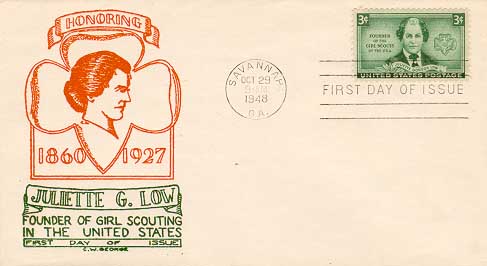 HONORING
1860 1927
JULIETTE G. LOW
FOUNDER OF GIRL SCOUTING
IN THE UNITED STATES
FIRST DAY OF ISSUE
C.W. GEORGE
SAVANNAH
OCT 29
1948
GA.
3¢ 3¢
FOUNDER
OF THE
GIRL SCOUTS
OF THE U.S.A.
UNITED STATES POSTAGE
FIRST DAY OF ISSUE